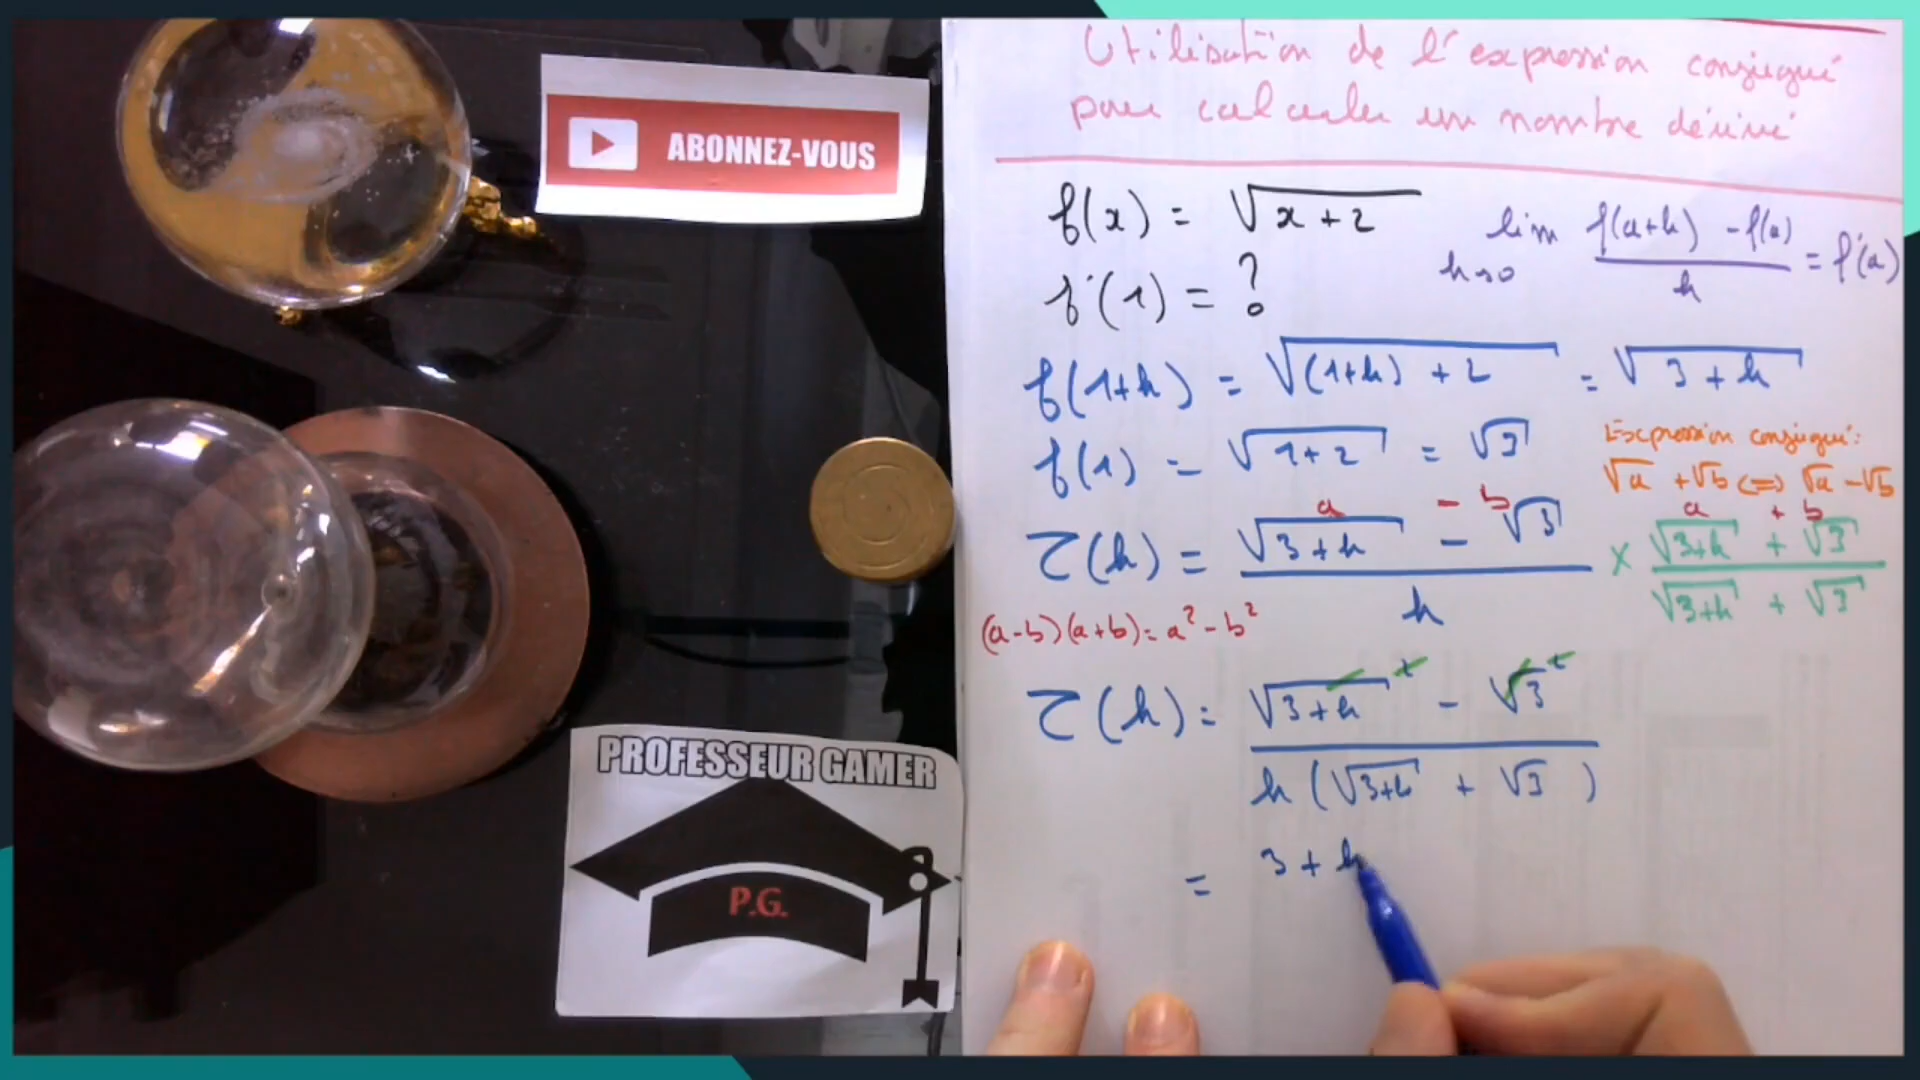 ABONNEZ-VOUS
PROFESSEUR GAMER
P.G.
Utilisation de l'expression conjugué
pour calculer un nombre dérivé
f(x) = √(x+2)
lim h→0 (f(a+h) - f(a))/h = f'(a)
f'(1) = ?
f(1+h) = √((1+h)+2) = √(3+h)
f(1) = √(1+2) = √3
Expression conjugué:
√a + √b <=> √a - √b
a - b a + b
τ(h) = (√(3+h) - √3)/h × (√(3+h) + √3)/(√(3+h) + √3)
(a-b)(a+b) = a² - b²
τ(h) = (√(3+h)² - √3²)/(h(√(3+h) + √3))
= 3 + h